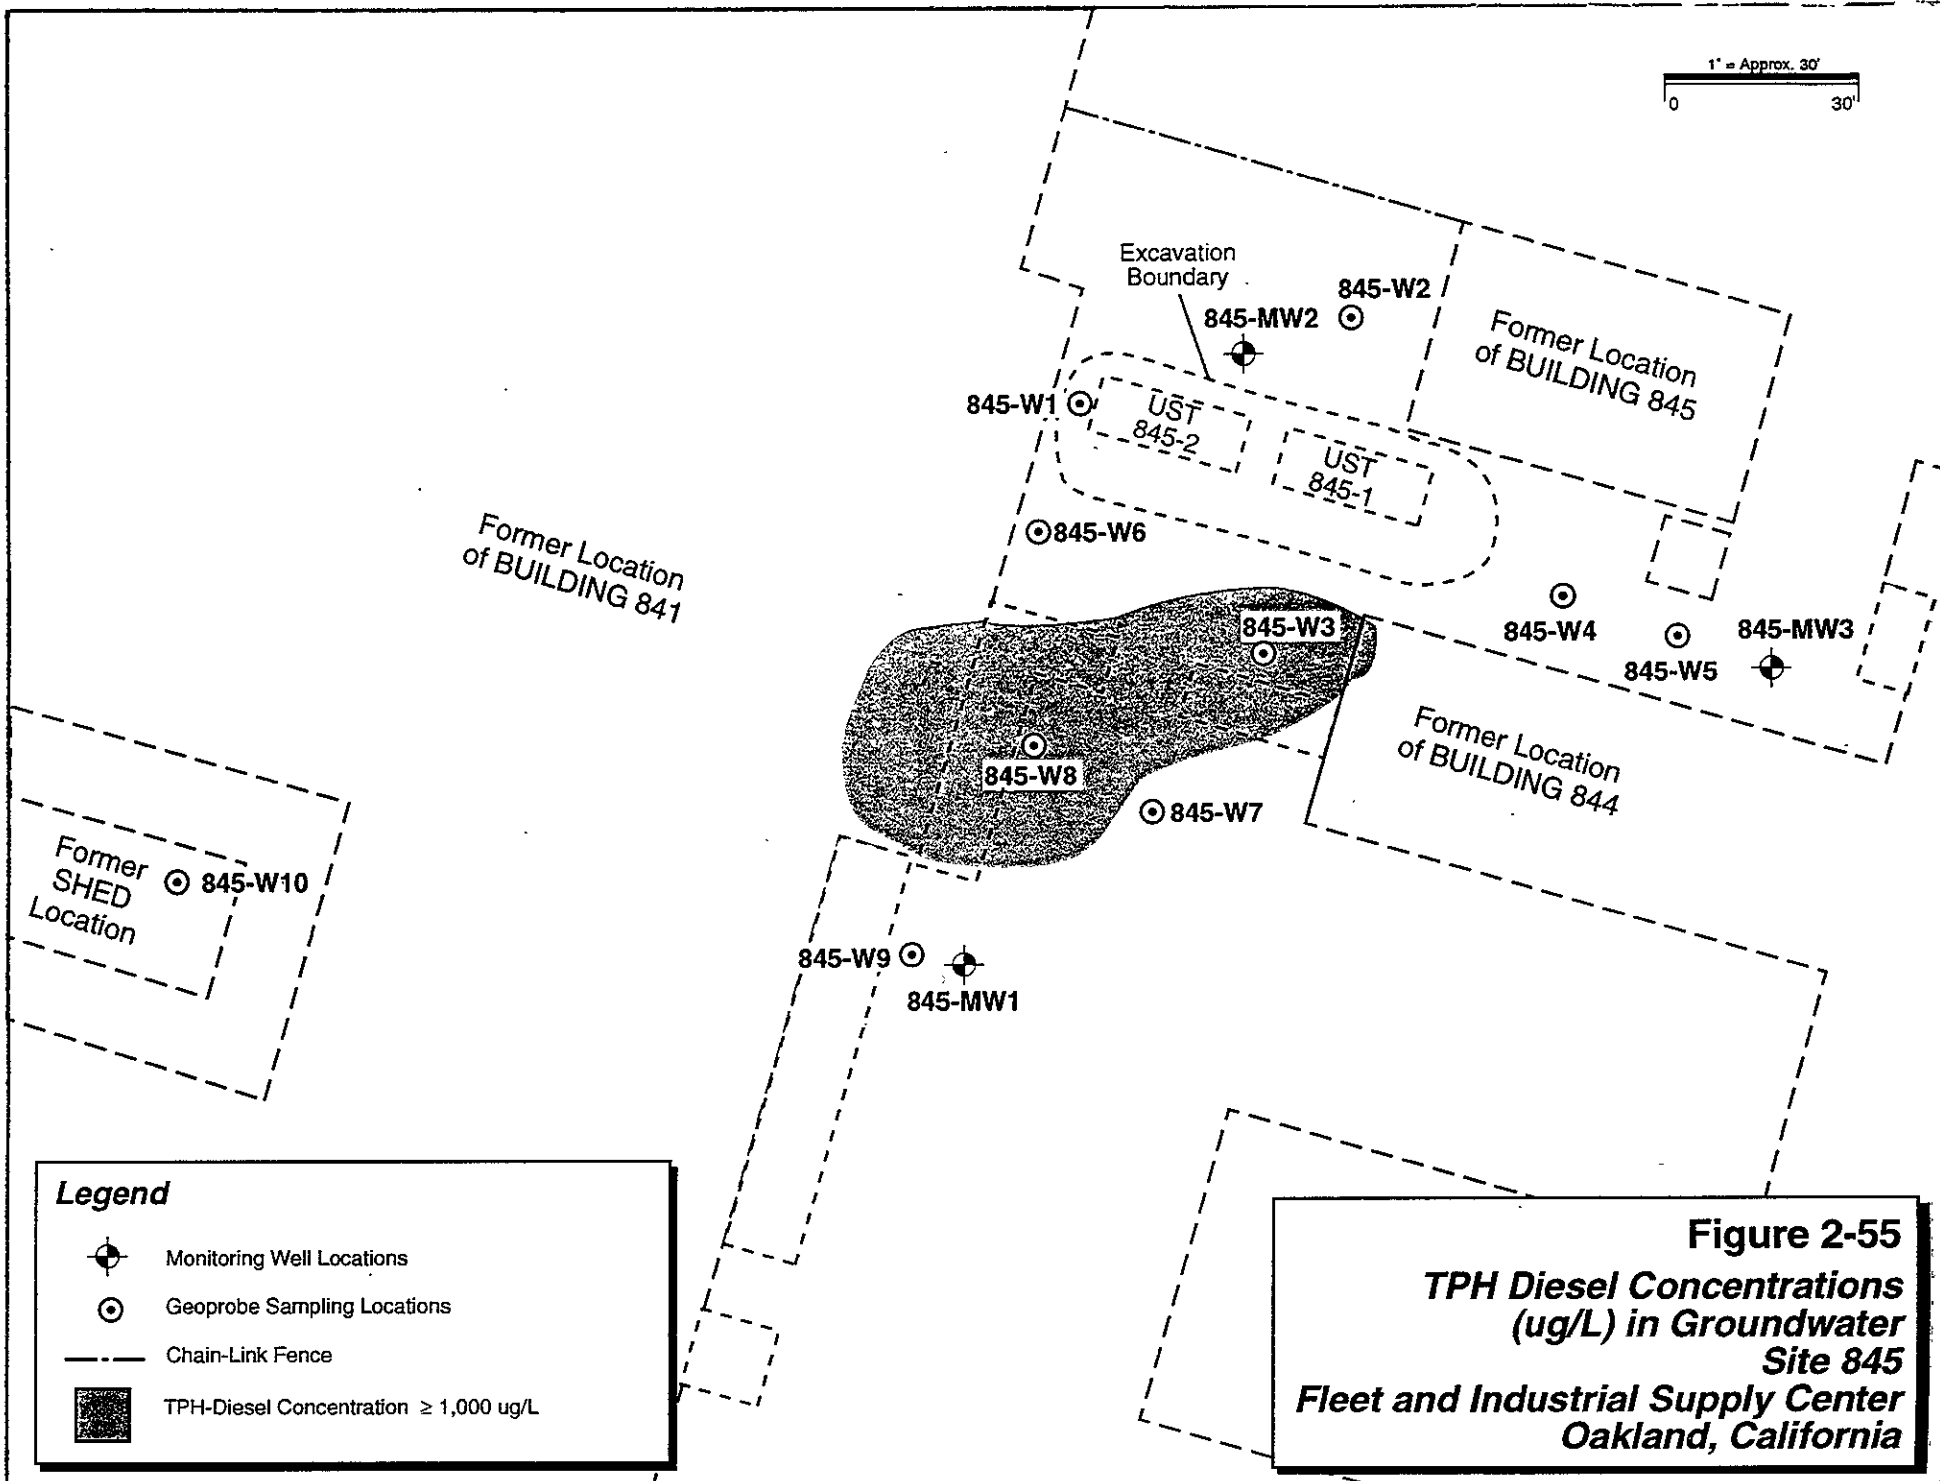 1" = Approx. 30'
0 30'
Excavation
Boundary
845-W2
845-MW2
Former Location
of BUILDING 845
845-W1
UST
845-2
UST
845-1
845-W6
Former Location
of BUILDING 841
845-W3
845-W4
845-MW3
845-W5
Former Location
of BUILDING 844
845-W8
845-W7
Former
SHED
Location
845-W10
845-W9
845-MW1
Legend
Monitoring Well Locations
Geoprobe Sampling Locations
Chain-Link Fence
TPH-Diesel Concentration ≥ 1,000 ug/L
Figure 2-55
TPH Diesel Concentrations
(ug/L) in Groundwater
Site 845
Fleet and Industrial Supply Center
Oakland, California